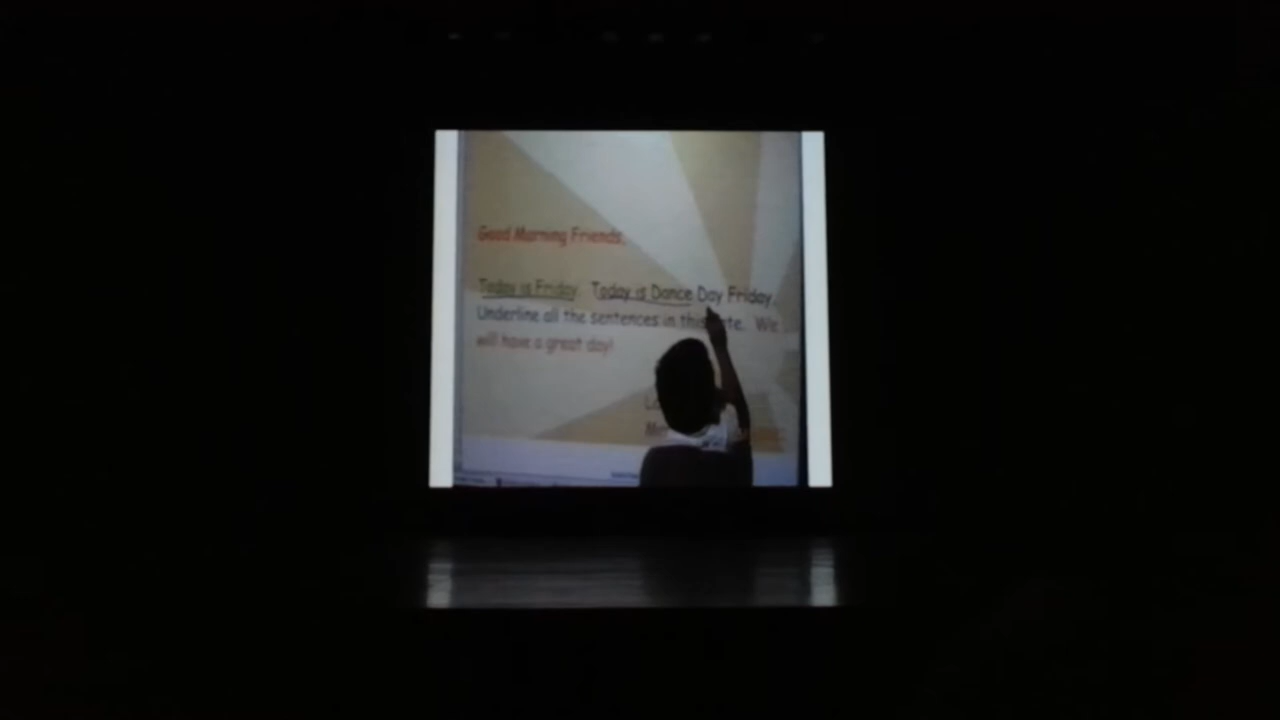 Good Morning Friends,
Today is Friday. Today is Dance Day Friday.
Underline all the sentences in this We
will have a great day!